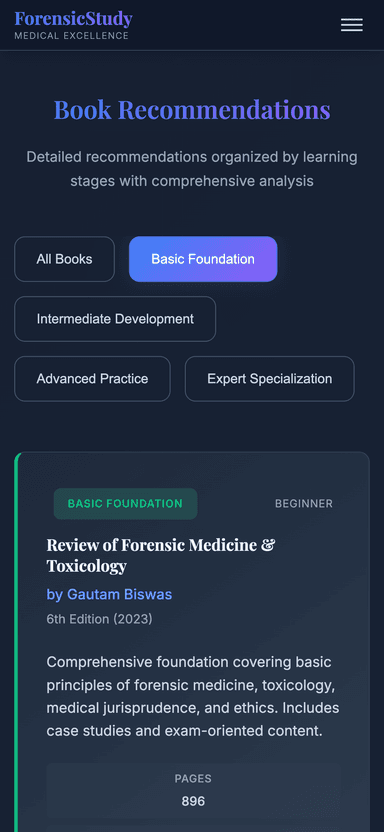 ForensicStudy
MEDICAL EXCELLENCE
Book Recommendations
Detailed recommendations organized by learning
stages with comprehensive analysis
All Books
Basic Foundation
Intermediate Development
Advanced Practice
Expert Specialization
BASIC FOUNDATION
BEGINNER
Review of Forensic Medicine &
Toxicology
by Gautam Biswas
6th Edition (2023)
Comprehensive foundation covering basic
principles of forensic medicine, toxicology,
medical jurisprudence, and ethics. Includes
case studies and exam-oriented content.
PAGES
896